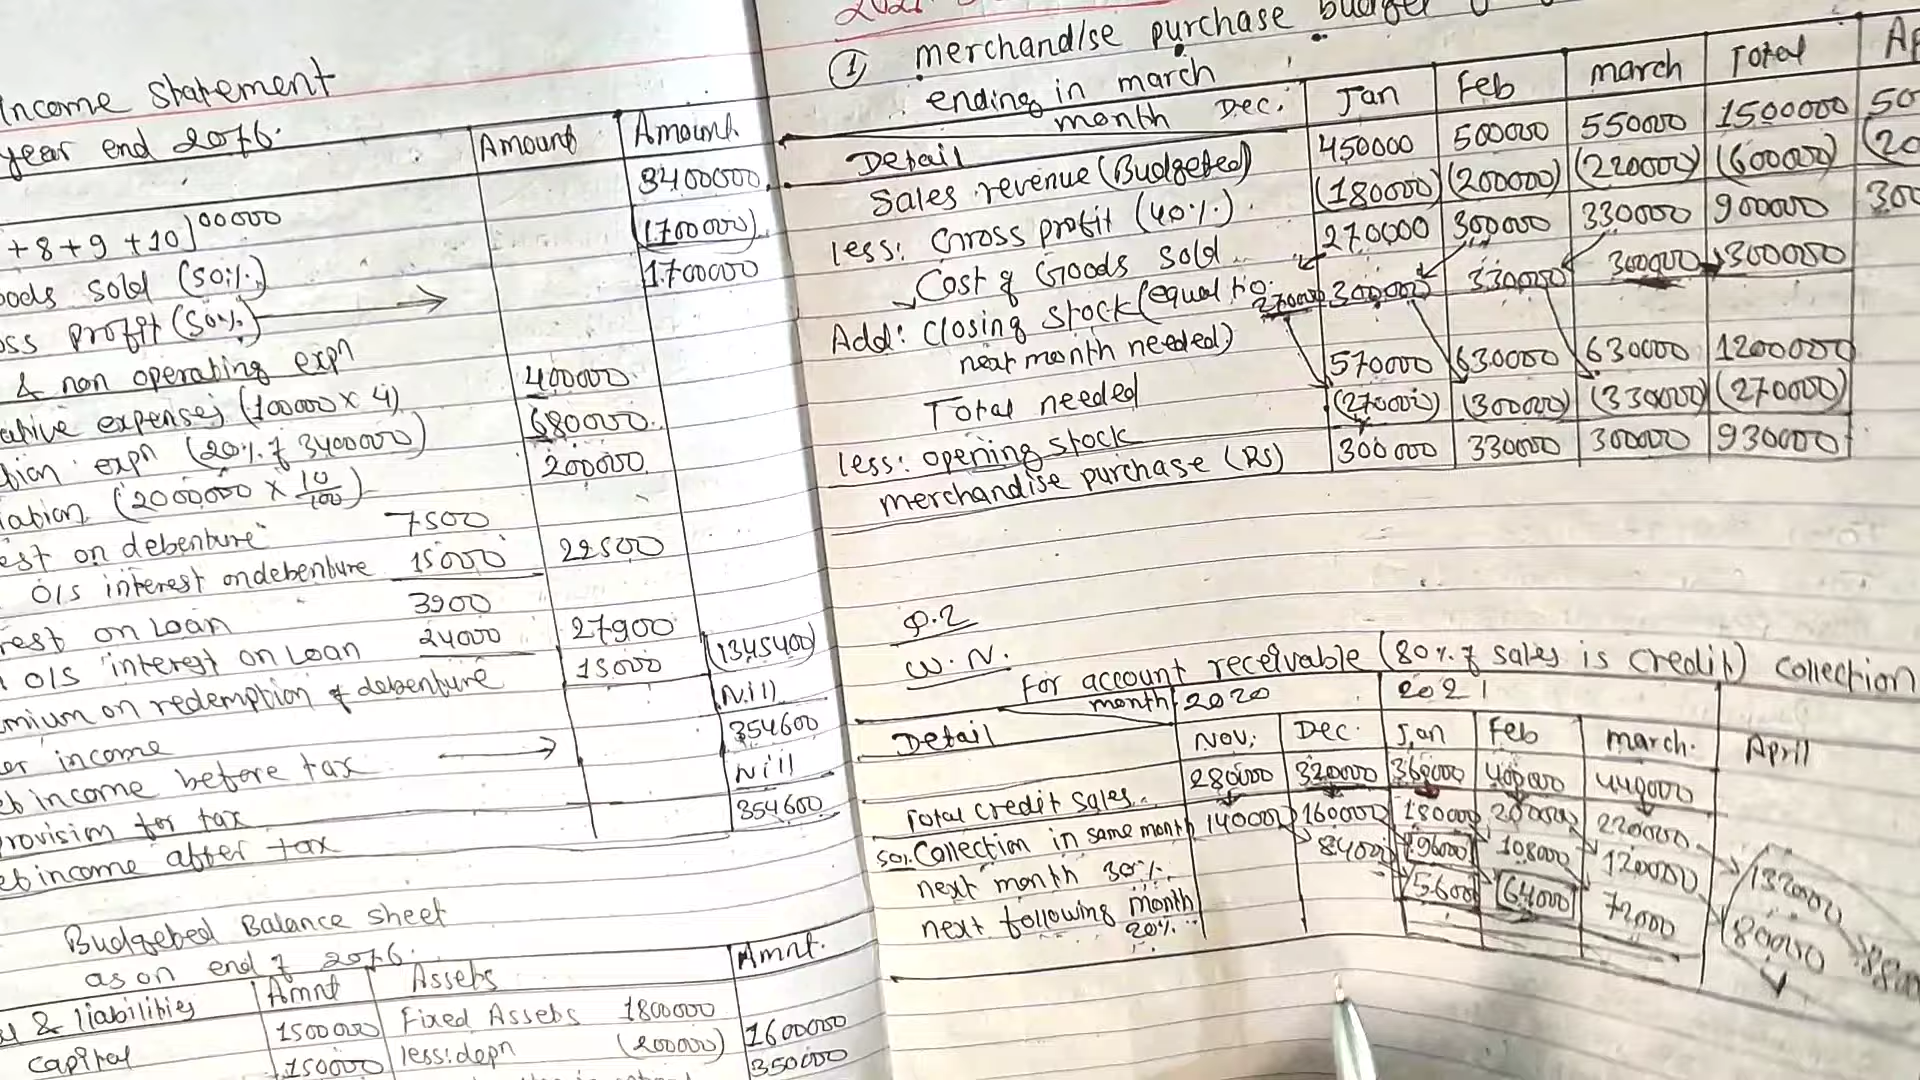 Income statement
year end 2076.
Amount Amount.
+8+9+10]00000 3400000
oods sold (50%) (1700000)
oss profit (50%) 1700000
& non operating expn
ative expenses (100000 x 4) 400000
tion expn (20% of 3400000) 680000
iation (2000000 x 10/100) 200000
est on debenture 7500
O/S interest on debenture 15000 22500
rest on Loan 3900
O/S interest on Loan 24000 27900
mium on redemption of debenture 15000 (1345400)
er income Nill
et income before tax 354600
rovision for tax Nill
et income after tax 354600
Budgeted Balance sheet
as on end of 2076.
& liabilities Amnt Assets Amnt.
capital 1500000 Fixed Assets 1800000
150000 less: depn (200000) 1600000
350000
① merchandise purchase budget
ending in march
month Dec. Jan Feb march Total
Detail
Sales revenue (Budgeted) 450000 500000 550000 1500000 50
less: Gross profit (40%). (180000) (200000) (220000) (600000) (20
Cost of Goods sold 270000 300000 330000 900000 300
Add: closing stock (equal to 270000 300000 330000 300000 300000
next month needed)
Total needed 570000 630000 630000 1200000
less: opening stock (270000) (300000) (330000) (270000)
merchandise purchase (Rs) 300000 330000 300000 930000
Q.2
W.N.
For account receivable (80% of sales is credit) collection
month 2020 2021
Detail Nov. Dec. Jan Feb march. April
Total credit sales 280000 320000 360000 400000 440000
50% Collection in same month 140000 160000 180000 200000 220000
next month 30% 84000 96000 108000 120000 132000
next following month 56000 64000 72000 80000
20%